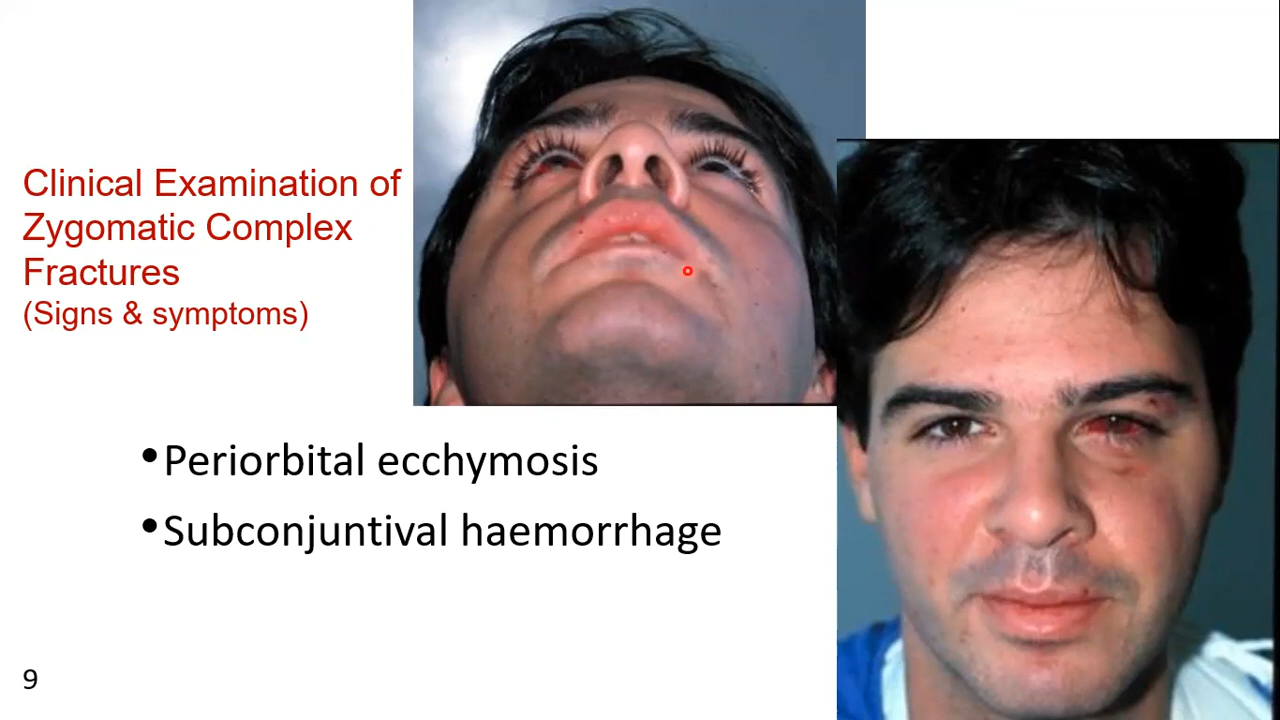 Clinical Examination of
Zygomatic Complex
Fractures
(Signs & symptoms)
•Periorbital ecchymosis
•Subconjuntival haemorrhage
9